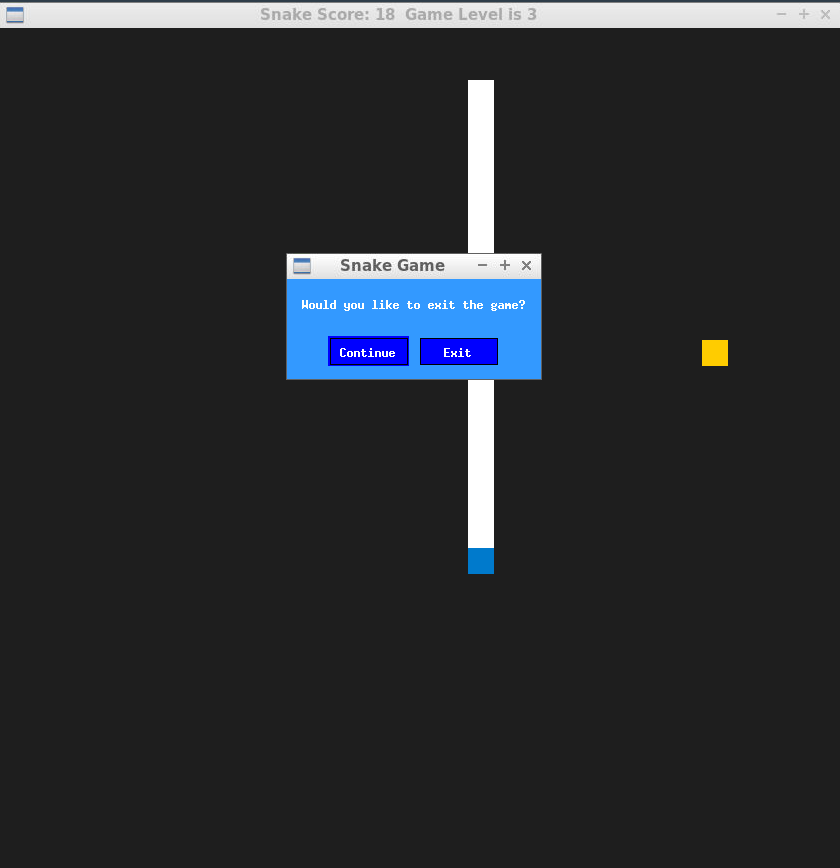 Snake Score: 18  Game Level is 3
Snake Game
Would you like to exit the game?
Continue
Exit